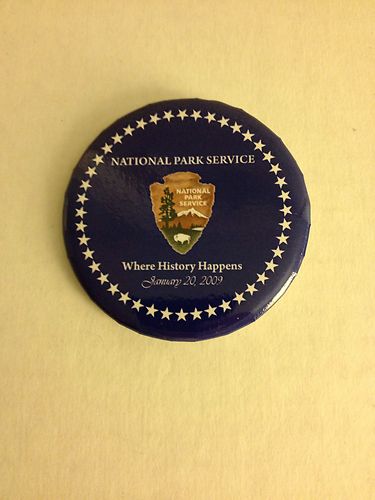 NATIONAL PARK SERVICE
NATIONAL
PARK
SERVICE
Where History Happens
January 20, 2009